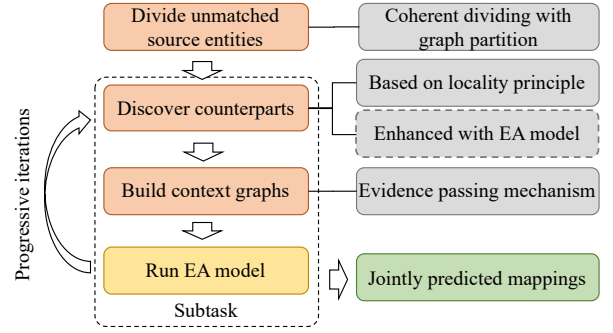 Divide unmatched
source entities
Coherent dividing with
graph partition
Discover counterparts
Based on locality principle
Enhanced with EA model
Build context graphs
Evidence passing mechanism
Run EA model
Jointly predicted mappings
Subtask
Progressive iterations